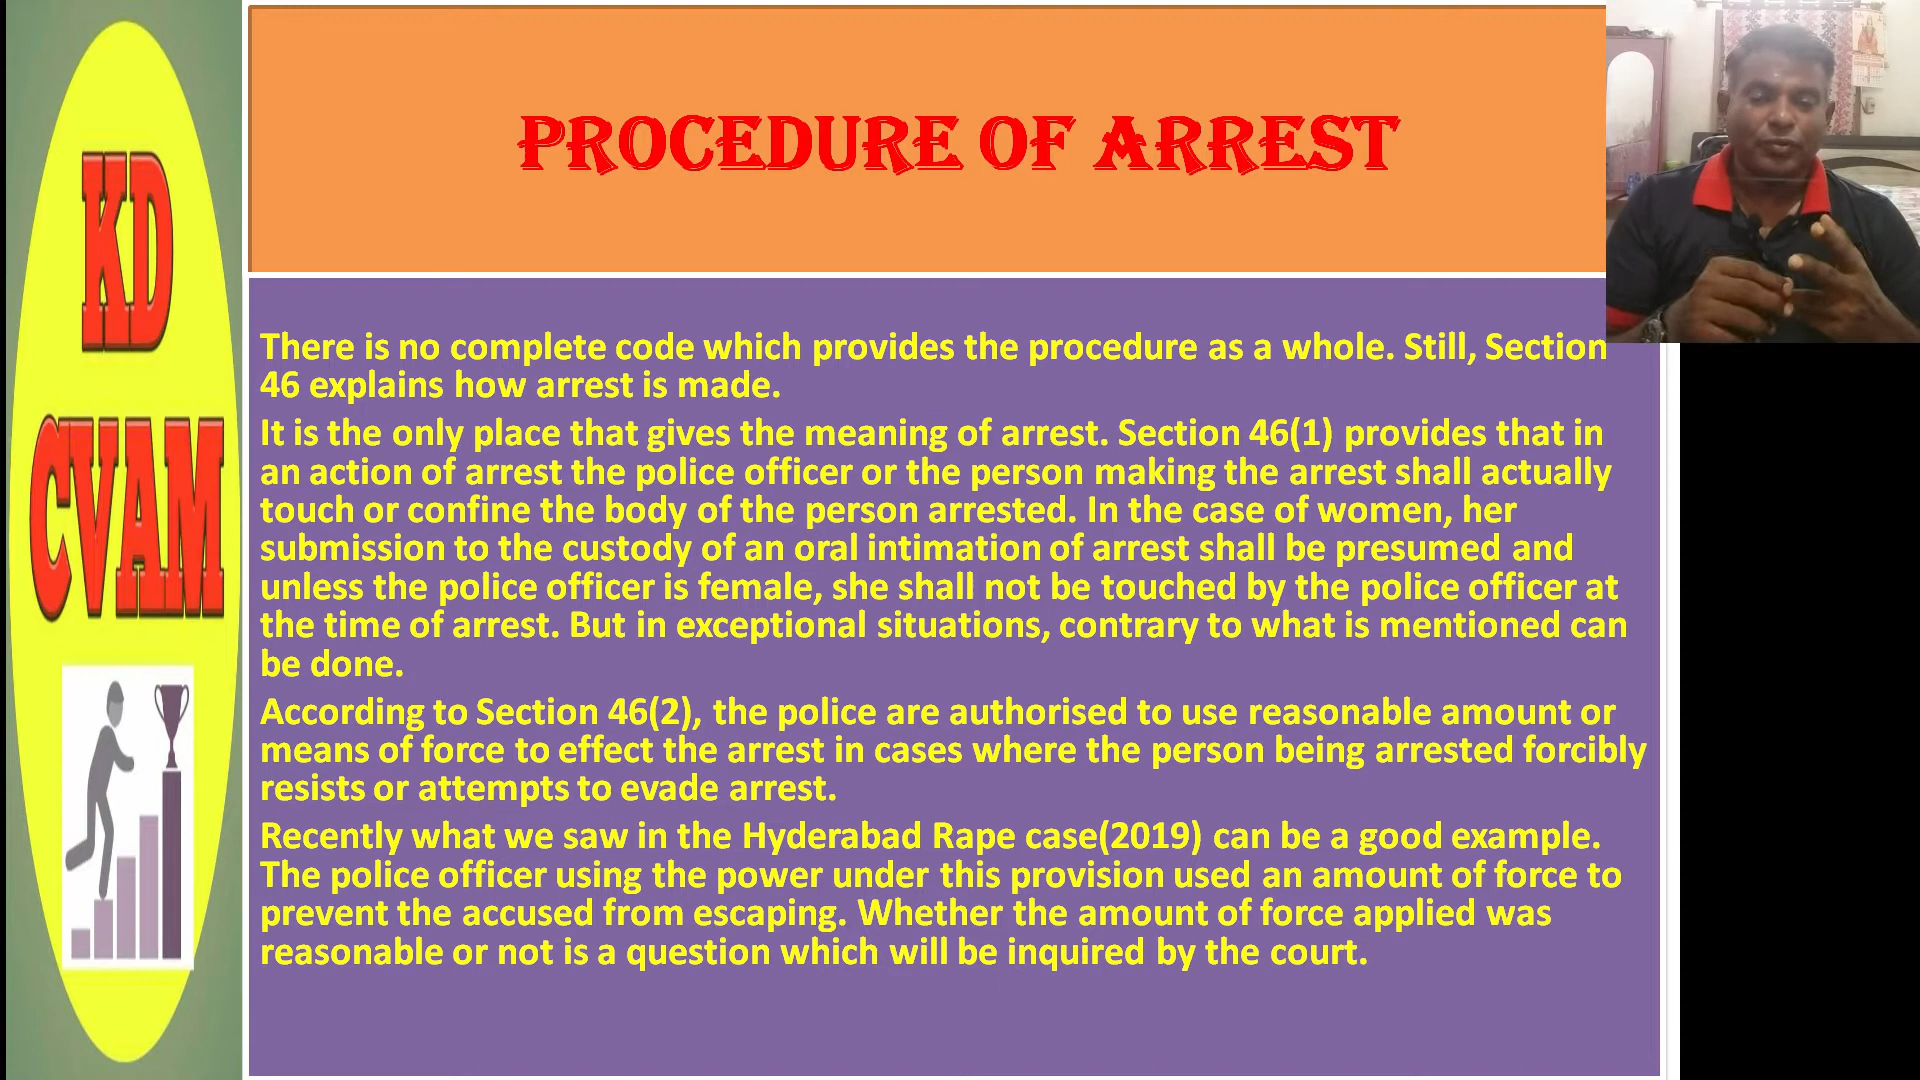 KD
CVAM
PROCEDURE OF ARREST
There is no complete code which provides the procedure as a whole. Still, Section
46 explains how arrest is made.
It is the only place that gives the meaning of arrest. Section 46(1) provides that in
an action of arrest the police officer or the person making the arrest shall actually
touch or confine the body of the person arrested. In the case of women, her
submission to the custody of an oral intimation of arrest shall be presumed and
unless the police officer is female, she shall not be touched by the police officer at
the time of arrest. But in exceptional situations, contrary to what is mentioned can
be done.
According to Section 46(2), the police are authorised to use reasonable amount or
means of force to effect the arrest in cases where the person being arrested forcibly
resists or attempts to evade arrest.
Recently what we saw in the Hyderabad Rape case(2019) can be a good example.
The police officer using the power under this provision used an amount of force to
prevent the accused from escaping. Whether the amount of force applied was
reasonable or not is a question which will be inquired by the court.